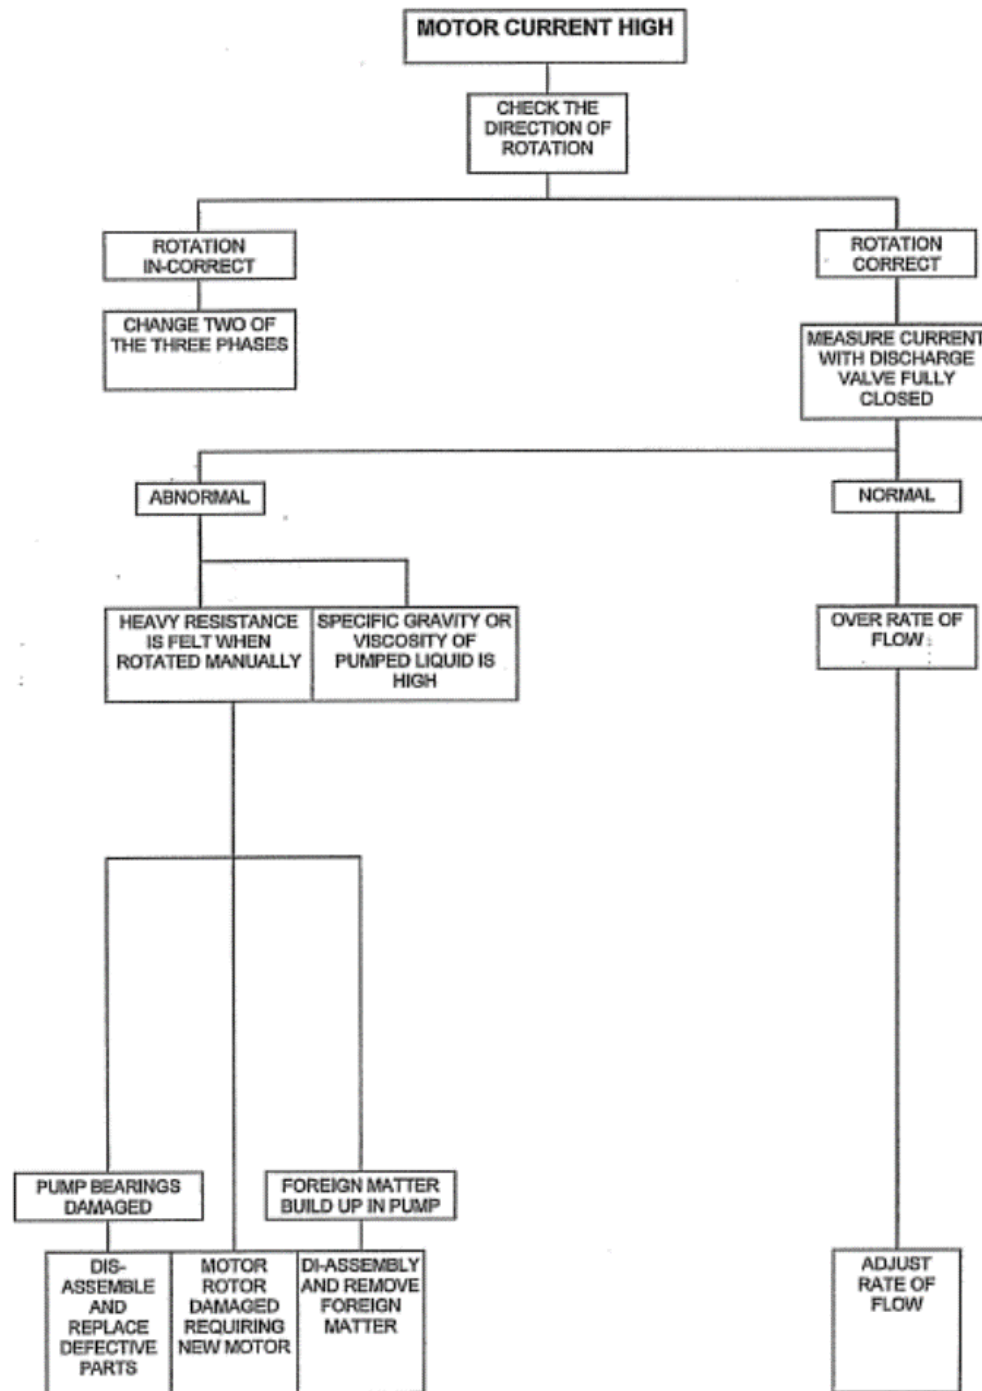 MOTOR CURRENT HIGH
CHECK THE
DIRECTION OF
ROTATION
ROTATION
IN-CORRECT
ROTATION
CORRECT
CHANGE TWO OF
THE THREE PHASES
MEASURE CURRENT
WITH DISCHARGE
VALVE FULLY
CLOSED
ABNORMAL
NORMAL
HEAVY RESISTANCE
IS FELT WHEN
ROTATED MANUALLY
SPECIFIC GRAVITY OR
VISCOSITY OF
PUMPED LIQUID IS
HIGH
OVER RATE OF
FLOW
PUMP BEARINGS
DAMAGED
FOREIGN MATTER
BUILD UP IN PUMP
DIS-
ASSEMBLE
AND
REPLACE
DEFECTIVE
PARTS
MOTOR
ROTOR
DAMAGED
REQUIRING
NEW MOTOR
DI-ASSEMBLY
AND REMOVE
FOREIGN
MATTER
ADJUST
RATE OF
FLOW